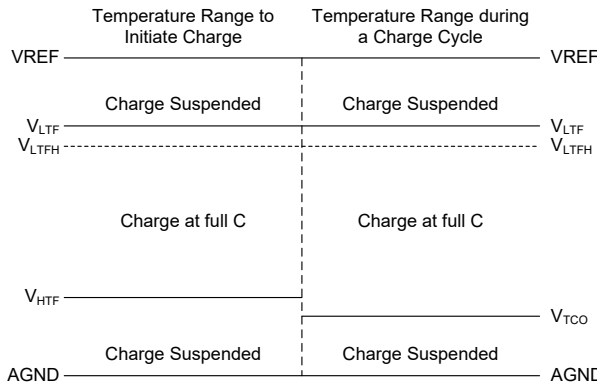 Temperature Range to
Initiate Charge
Temperature Range during
a Charge Cycle
VREF
VREF
Charge Suspended
Charge Suspended
VLTF
VLTF
VLTFH
VLTFH
Charge at full C
Charge at full C
VHTF
VTCO
Charge Suspended
Charge Suspended
AGND
AGND